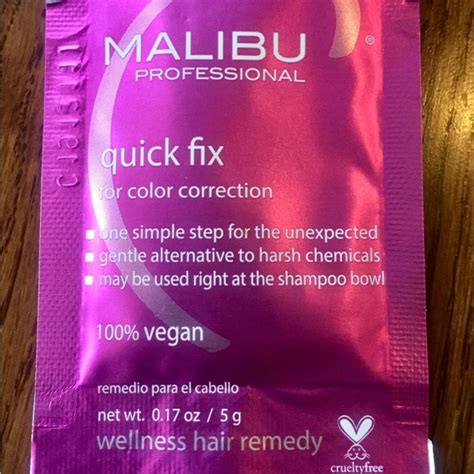 MALIBU ®
PROFESSIONAL
quick fix
for color correction
■ one simple step for the unexpected
■ gentle alternative to harsh chemicals
■ may be used right at the shampoo bowl
100% vegan
remedio para el cabello
net wt. 0.17 oz / 5 g
wellness hair remedy
crueltyfree